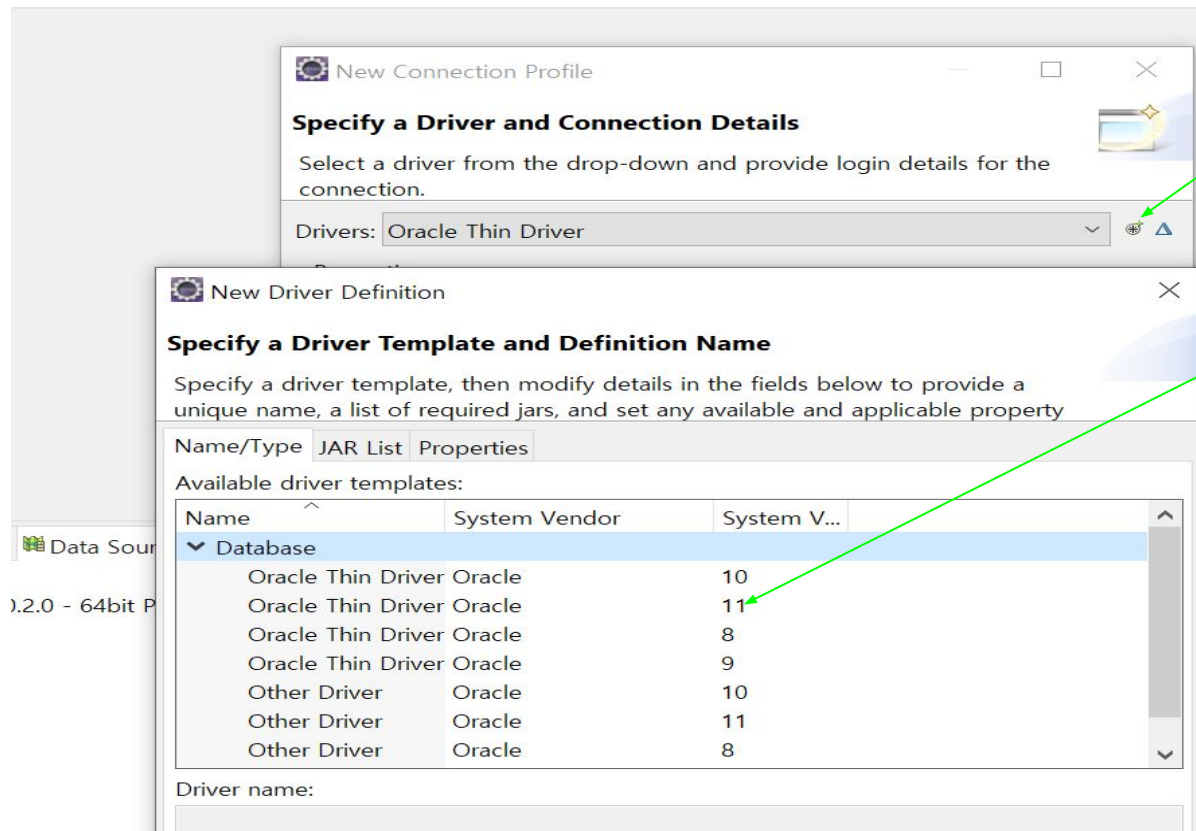 New Connection Profile
Specify a Driver and Connection Details
Select a driver from the drop-down and provide login details for the
connection.
Drivers: Oracle Thin Driver
New Driver Definition
Specify a Driver Template and Definition Name
Specify a driver template, then modify details in the fields below to provide a
unique name, a list of required jars, and set any available and applicable property
Name/Type JAR List Properties
Available driver templates:
Name System Vendor System V...
Data Sour
Database
Oracle Thin Driver Oracle 10
).2.0 - 64bit P
Oracle Thin Driver Oracle 11
Oracle Thin Driver Oracle 8
Oracle Thin Driver Oracle 9
Other Driver Oracle 10
Other Driver Oracle 11
Other Driver Oracle 8
Driver name: